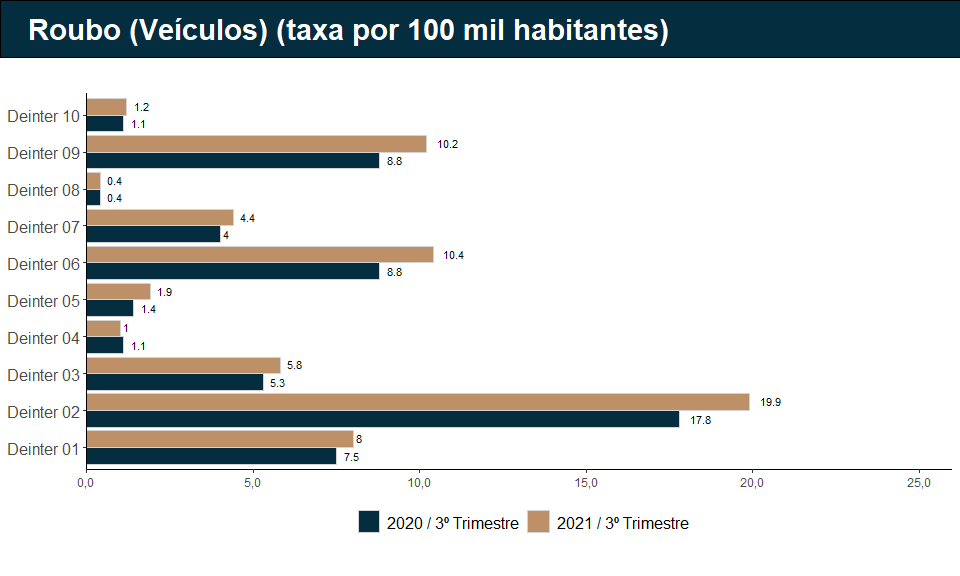 Roubo (Veículos) (taxa por 100 mil habitantes)
Deinter 10
1.2
1.1
Deinter 09
10.2
8.8
Deinter 08
0.4
0.4
Deinter 07
4.4
4
Deinter 06
10.4
8.8
Deinter 05
1.9
1.4
Deinter 04
1
1.1
Deinter 03
5.8
5.3
Deinter 02
19.9
17.8
Deinter 01
8
7.5
0,0 5,0 10,0 15,0 20,0 25,0
2020 / 3º Trimestre 2021 / 3º Trimestre